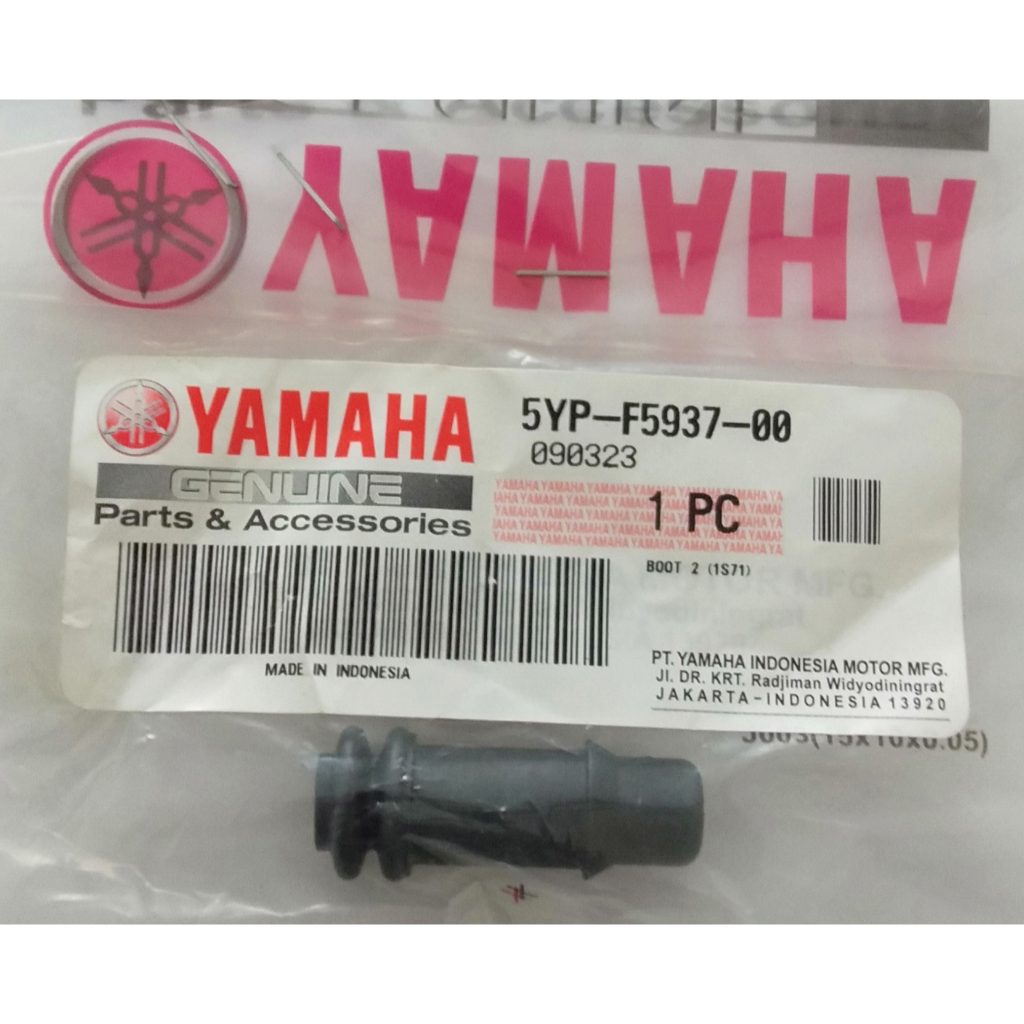 YAMAHA
YAMAHA
GENUINE
Parts & Accessories
5YP-F5937-00
090323
1 PC
BOOT 2 (1S71)
MADE IN INDONESIA
PT. YAMAHA INDONESIA MOTOR MFG.
Jl. DR. KRT. Radjiman Widyodiningrat
JAKARTA-INDONESIA 13920